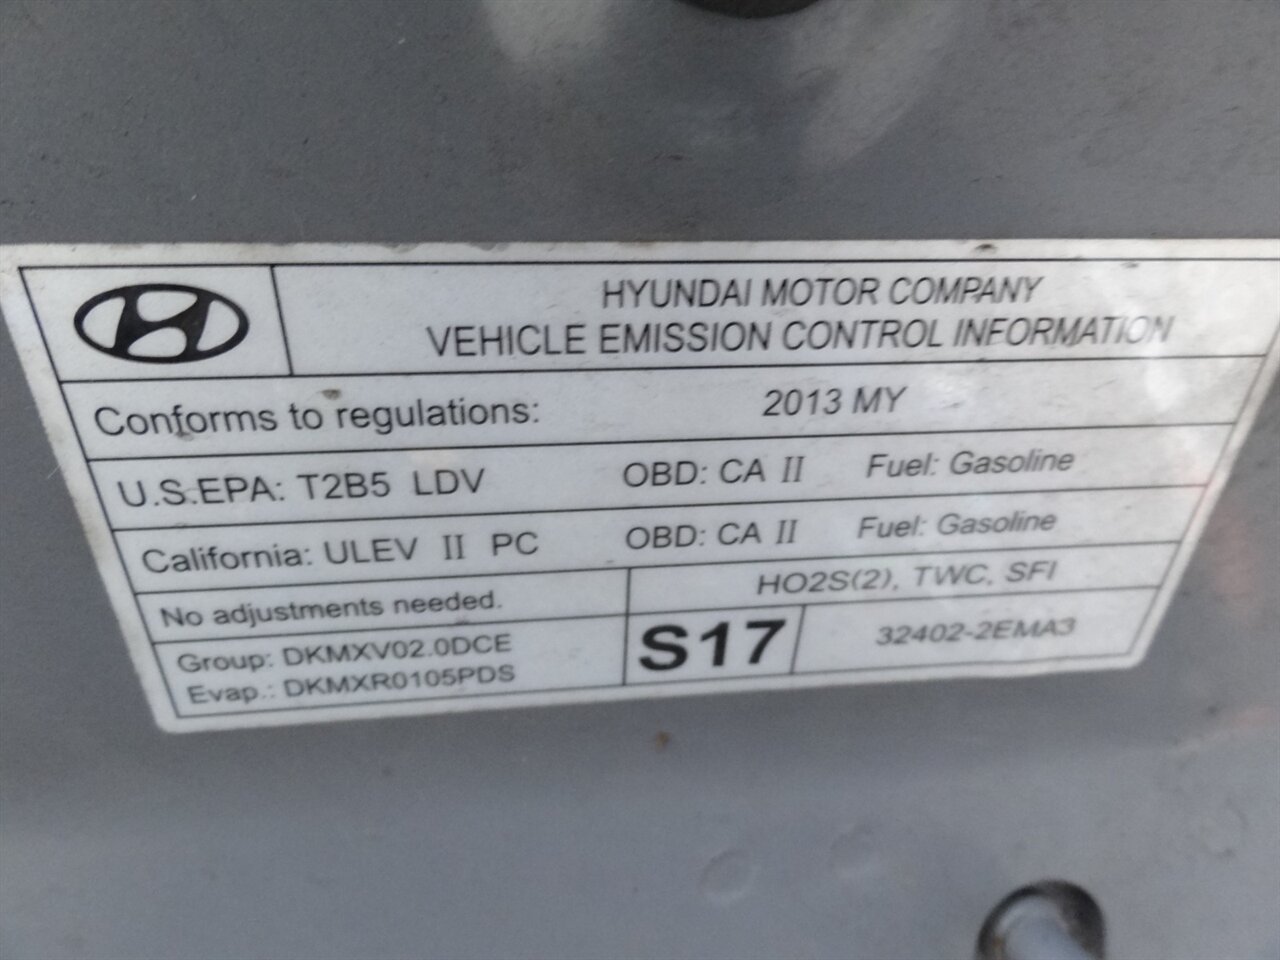 HYUNDAI MOTOR COMPANY
VEHICLE EMISSION CONTROL INFORMATION
Conforms to regulations: 2013 MY
U.S.EPA: T2B5 LDV OBD: CA II Fuel: Gasoline
California: ULEV II PC OBD: CA II Fuel: Gasoline
No adjustments needed. HO2S(2), TWC, SFI
Group: DKMXV02.0DCE
Evap.: DKMXR0105PDS
S17
32402-2EMA3